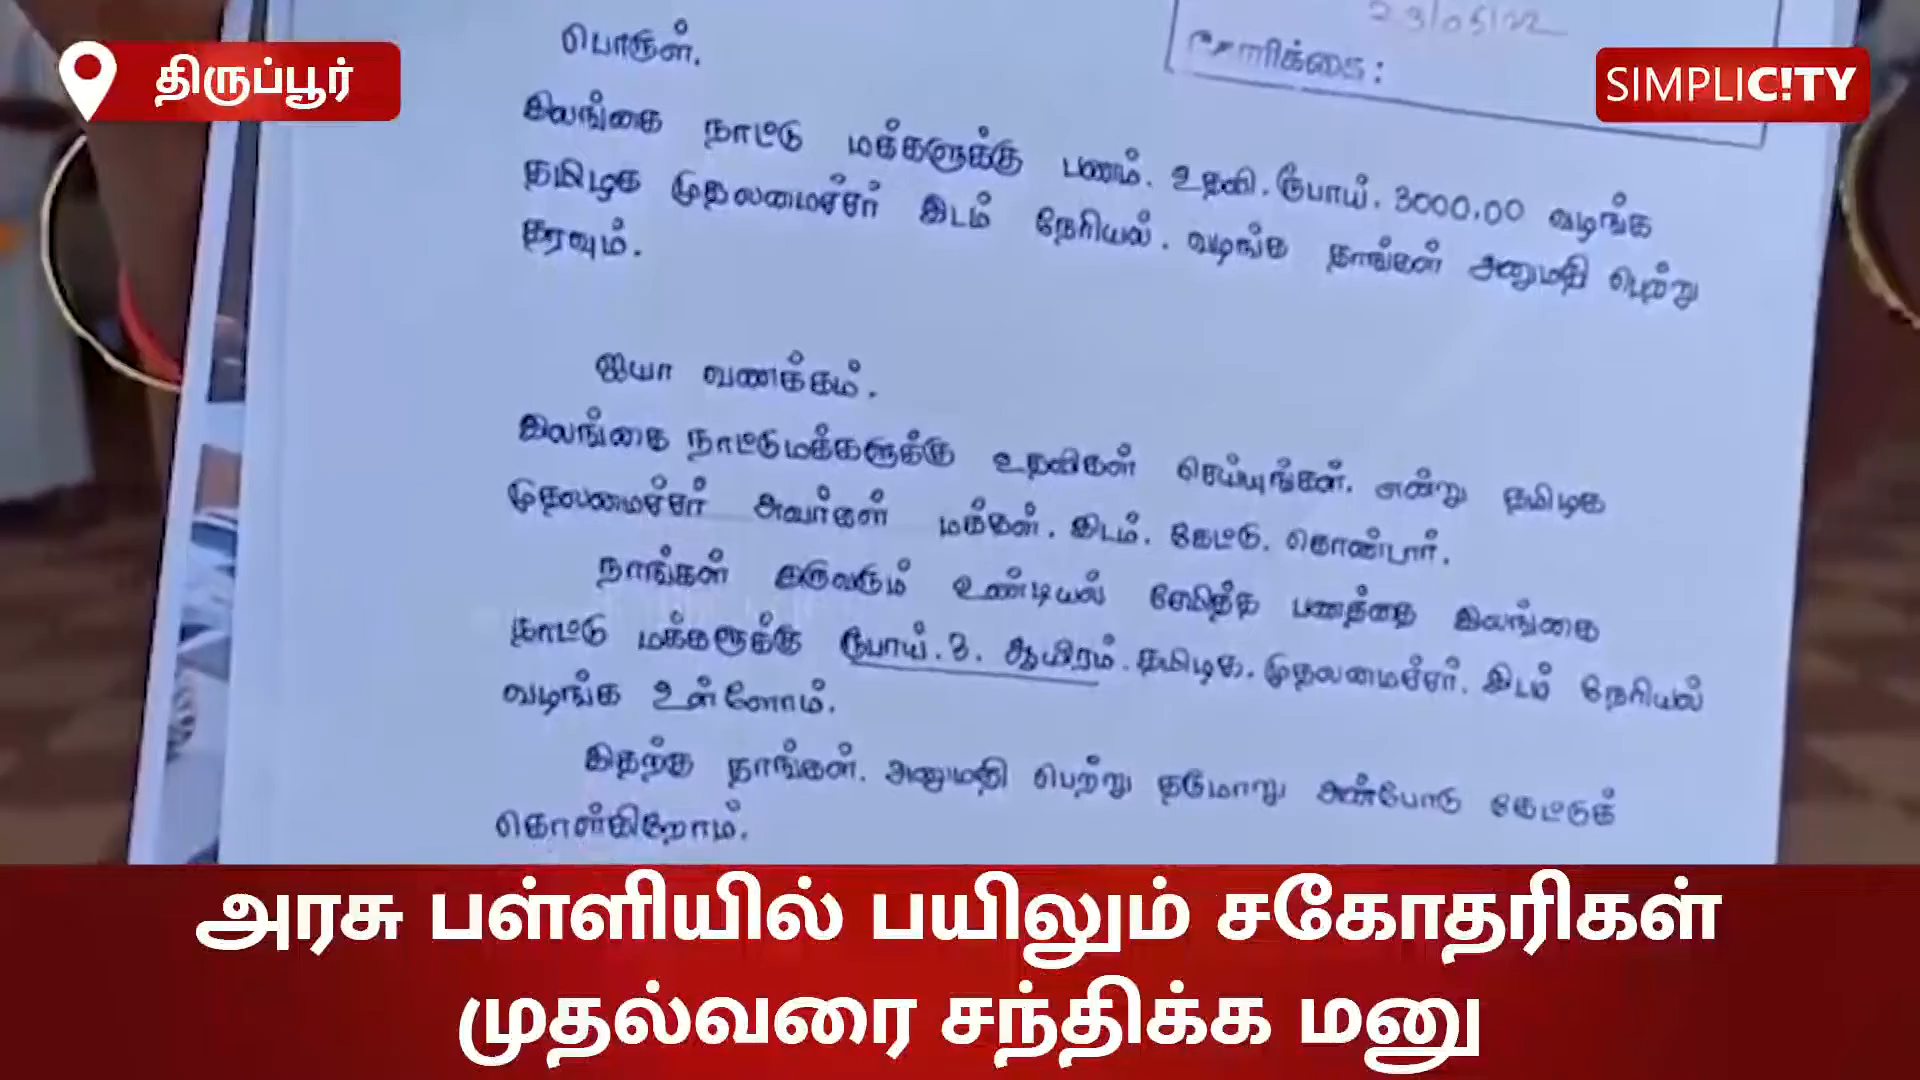 திருப்பூர்
SIMPLIC!TY
23/05/22
கோரிக்கை :
பொருள்.
இலங்கை நாட்டு மக்களுக்கு பணம். உதவி. ரூபாய். 3000.00 வழங்க
தமிழக முதலமைச்சர் இடம் நேரியல். வழங்க நாங்கள் அனுமதி பெற்று
தரவும்.
ஐயா வணக்கம்.
இலங்கை நாட்டுமக்களுக்கு உதவிகள் செய்யுங்கள். என்று தமிழக
முதலமைச்சர் அவர்கள் மக்கள். இடம். கேட்டு. கொண்டார்.
நாங்கள் இருவரும் உண்டியல் சேமித்த பணத்தை இலங்கை
நாட்டு மக்களுக்கு ரூபாய். 3. ஆயிரம். தமிழக. முதலமைச்சர். இடம் நேரியல்
வழங்க உள்ளோம்.
இதற்கு நாங்கள். அனுமதி பெற்று தருமோறு அன்போடு கேட்டுக்
கொள்கிறோம்.
அரசு பள்ளியில் பயிலும் சகோதரிகள்
முதல்வரை சந்திக்க மனு